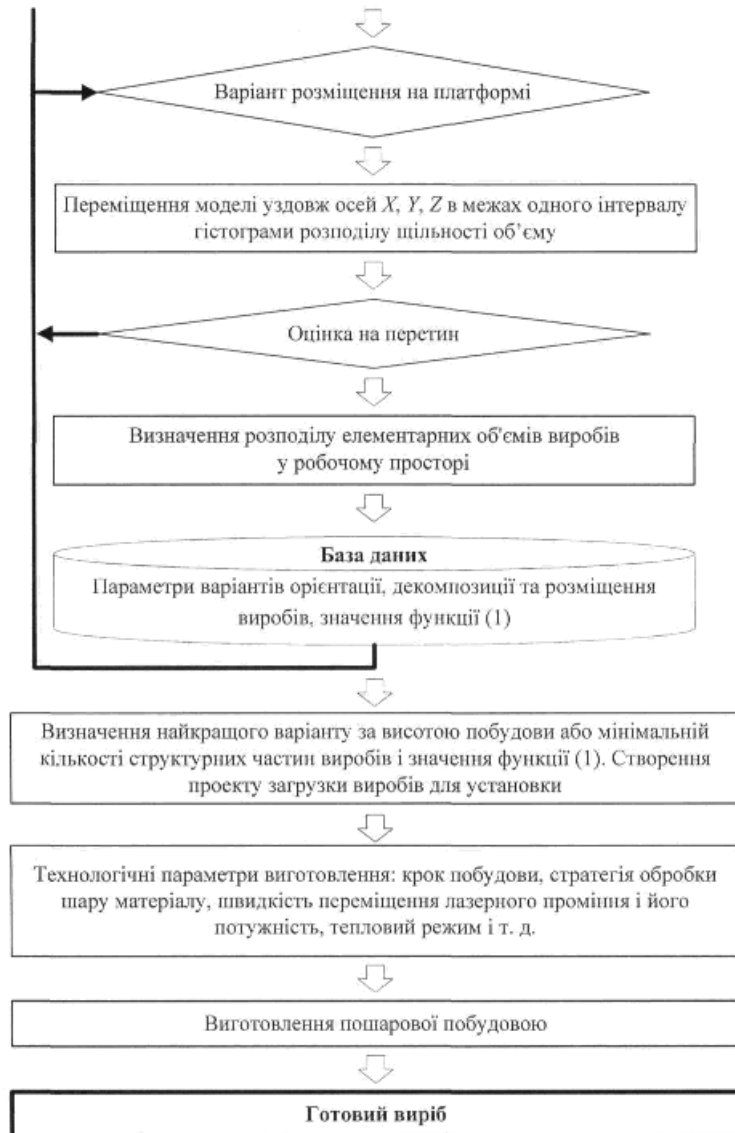 Варіант розміщення на платформі
Переміщення моделі уздовж осей X, Y, Z в межах одного інтервалу
гістограми розподілу щільності об’єму
Оцінка на перетин
Визначення розподілу елементарних об'ємів виробів
у робочому просторі
База даних
Параметри варіантів орієнтації, декомпозиції та розміщення
виробів, значення функції (1)
Визначення найкращого варіанту за висотою побудови або мінімальній
кількості структурних частин виробів і значення функції (1). Створення
проекту загрузки виробів для установки
Технологічні параметри виготовлення: крок побудови, стратегія обробки
шару матеріалу, швидкість переміщення лазерного проміння і його
потужність, тепловий режим і т. д.
Виготовлення пошарової побудовою
Готовий виріб